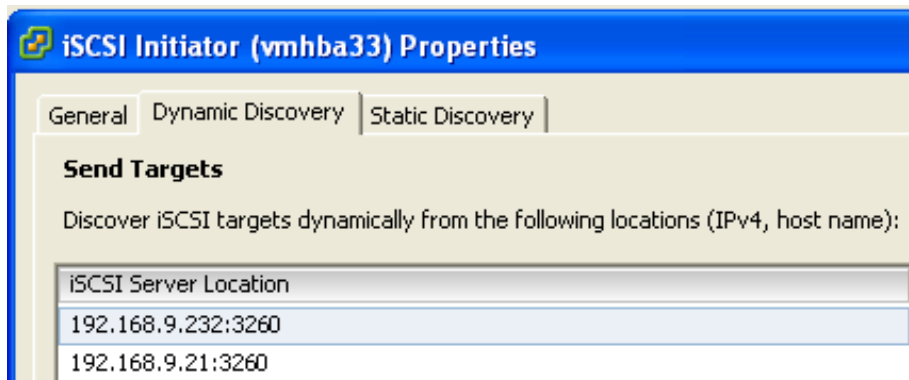 iSCSI Initiator (vmhba33) Properties
General Dynamic Discovery Static Discovery
Send Targets
Discover iSCSI targets dynamically from the following locations (IPv4, host name):
iSCSI Server Location
192.168.9.232:3260
192.168.9.21:3260